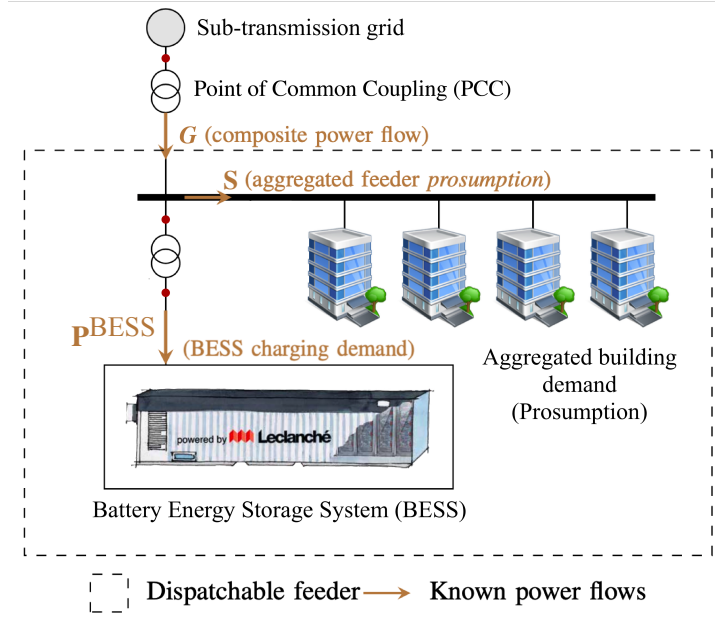 Sub-transmission grid
Point of Common Coupling (PCC)
G (composite power flow)
S (aggregated feeder prosumption)
P^BESS
(BESS charging demand)
Aggregated building
demand
(Prosumption)
powered by Leclanché
Battery Energy Storage System (BESS)
Dispatchable feeder
Known power flows